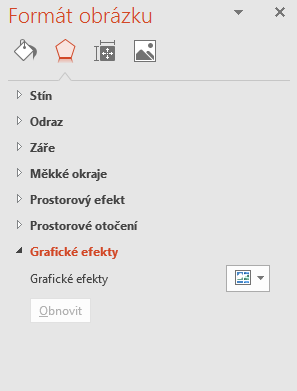 Formát obrázku
Stín
Odraz
Záře
Měkké okraje
Prostorový efekt
Prostorové otočení
Grafické efekty
Grafické efekty
Obnovit